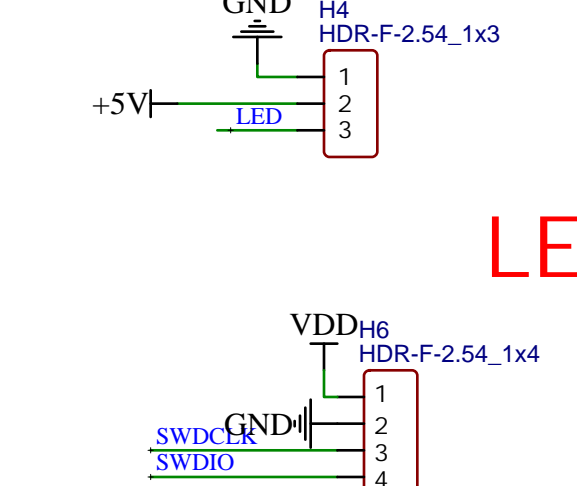 GND
H4
HDR-F-2.54_1x3
1
+5V
2
LED
3
LE
VDD
H6
HDR-F-2.54_1x4
1
GND
2
SWDCLK
3
SWDIO
4